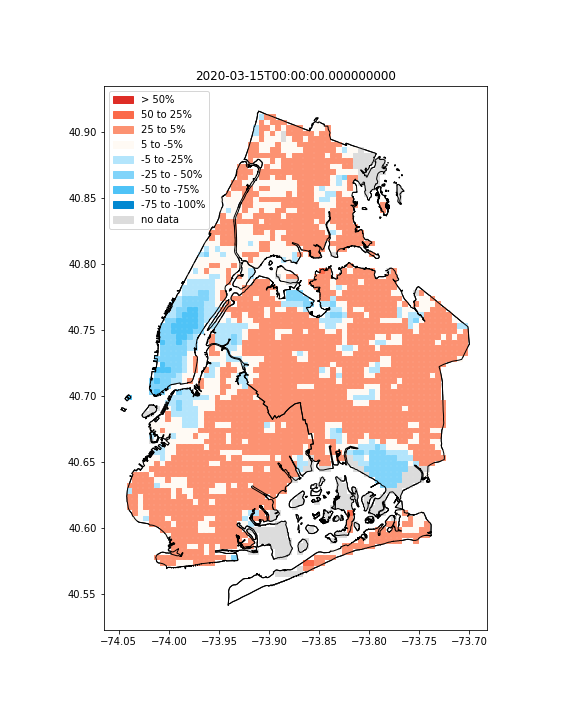 2020-03-15T00:00:00.000000000
> 50%
50 to 25%
25 to 5%
5 to -5%
-5 to -25%
-25 to - 50%
-50 to -75%
-75 to -100%
no data
40.90
40.85
40.80
40.75
40.70
40.65
40.60
40.55
−74.05 −74.00 −73.95 −73.90 −73.85 −73.80 −73.75 −73.70